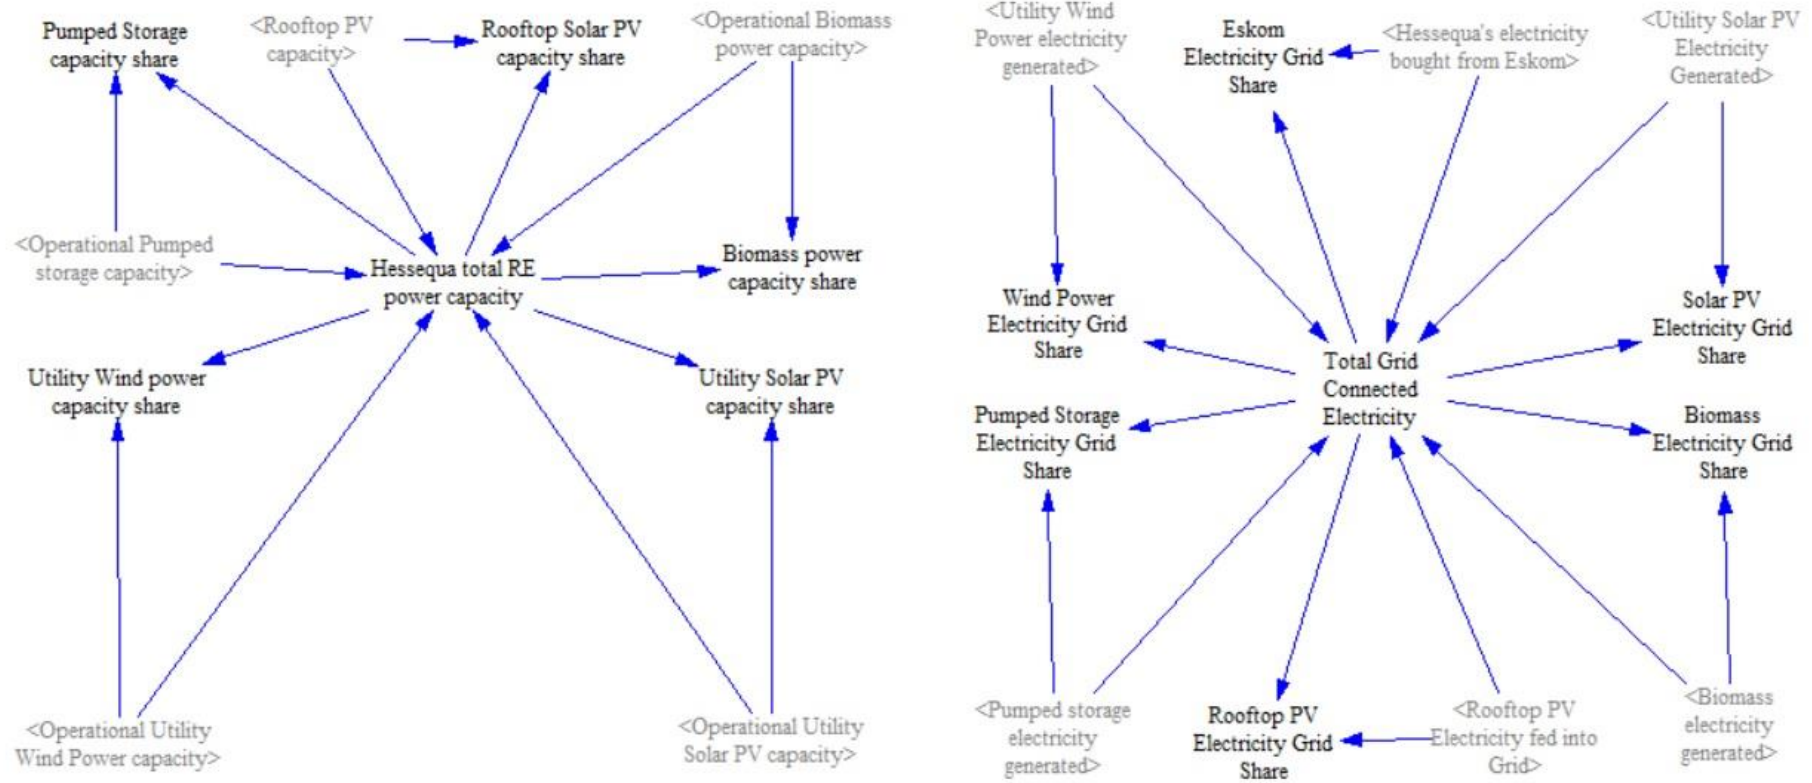 Pumped Storage
capacity share
<Rooftop PV
capacity>
Rooftop Solar PV
capacity share
<Operational Biomass
power capacity>
<Operational Pumped
storage capacity>
Hessequa total RE
power capacity
Biomass power
capacity share
Utility Wind power
capacity share
Utility Solar PV
capacity share
<Operational Utility
Wind Power capacity>
<Operational Utility
Solar PV capacity>
<Utility Wind
Power electricity
generated>
Eskom
Electricity Grid
Share
<Hessequa's electricity
bought from Eskom>
<Utility Solar PV
Electricity
Generated>
Wind Power
Electricity Grid
Share
Solar PV
Electricity Grid
Share
Total Grid
Connected
Electricity
Pumped Storage
Electricity Grid
Share
Biomass
Electricity Grid
Share
<Pumped storage
electricity
generated>
Rooftop PV
Electricity Grid
Share
<Rooftop PV
Electricity fed into
Grid>
<Biomass
electricity
generated>